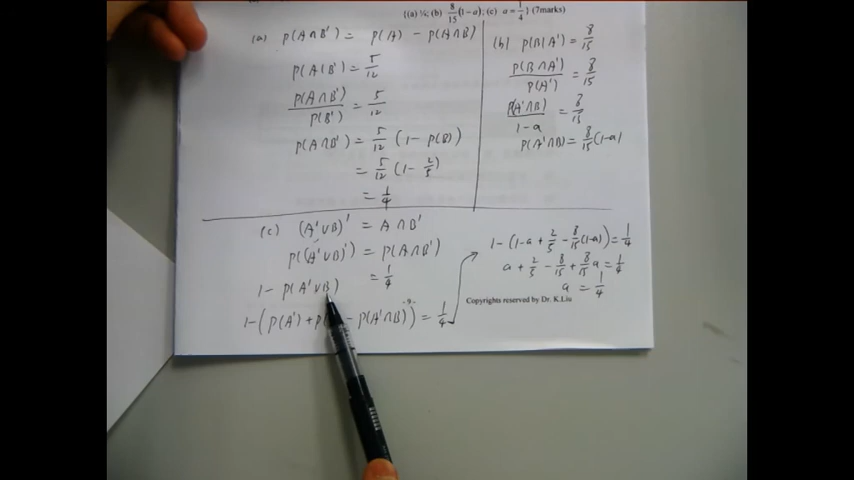 {(a) ¼; (b) 8/15(1-a); (c) a=1/4} (7marks)
(a) P(A∩B') = P(A) - P(A∩B)
P(A|B') = 5/12
P(A∩B')/P(B') = 5/12
P(A∩B') = 5/12 (1-P(B))
= 5/12 (1-2/5)
= 1/4
(b) P(B|A') = 8/15
P(B∩A')/P(A') = 8/15
P(A'∩B)/1-a = 8/15
P(A'∩B) = 8/15(1-a)
(c) (A'∪B)' = A∩B'
P((A'∪B)') = P(A∩B')
= 1/4
1- P(A'∪B)
1-(P(A') + P - P(A'∩B)) = 1/4
-9-
1-(1-a+2/5-8/15(1-a)) = 1/4
a+2/5-8/15+8/15a = 1/4
a = 1/4
Copyrights reserved by Dr. K.Liu